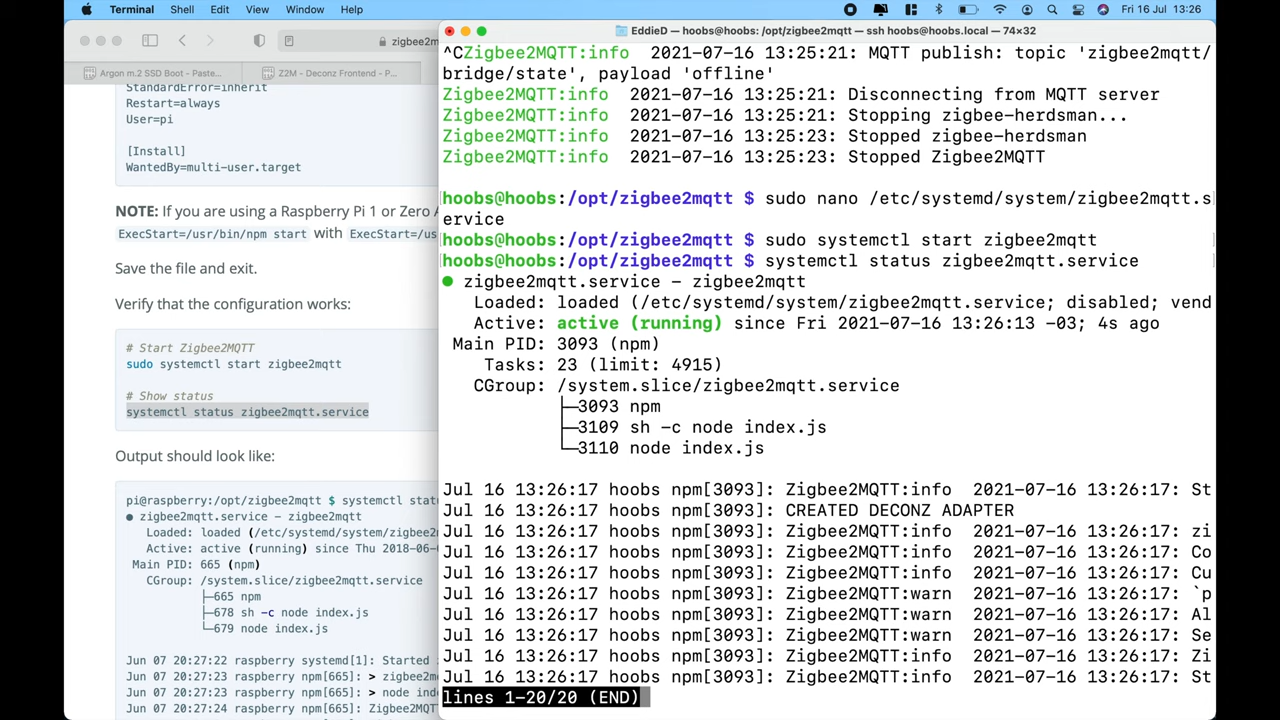 Terminal Shell Edit View Window Help Fri 16 Jul 13:26
zigbee2m
Argon m.2 SSD Boot - Paste... Z2M - Deconz Frontend - P...
StandardError=inherit
Restart=always
User=pi
[Install]
WantedBy=multi-user.target
NOTE: If you are using a Raspberry Pi 1 or Zero A
ExecStart=/usr/bin/npm start with ExecStart=/us
Save the file and exit.
Verify that the configuration works:
# Start Zigbee2MQTT
sudo systemctl start zigbee2mqtt
# Show status
systemctl status zigbee2mqtt.service
Output should look like:
pi@raspberry:/opt/zigbee2mqtt $ systemctl stat
● zigbee2mqtt.service - zigbee2mqtt
Loaded: loaded (/etc/systemd/system/zigbee2m
Active: active (running) since Thu 2018-06-0
Main PID: 665 (npm)
CGroup: /system.slice/zigbee2mqtt.service
├─665 npm
├─678 sh -c node index.js
└─679 node index.js
Jun 07 20:27:22 raspberry systemd[1]: Started
Jun 07 20:27:23 raspberry npm[665]: > zigbee2m
Jun 07 20:27:23 raspberry npm[665]: > node ind
Jun 07 20:27:24 raspberry npm[665]: Zigbee2MQT
EddieD — hoobs@hoobs: /opt/zigbee2mqtt — ssh hoobs@hoobs.local — 74×32
^CZigbee2MQTT:info 2021-07-16 13:25:21: MQTT publish: topic 'zigbee2mqtt/
bridge/state', payload 'offline'
Zigbee2MQTT:info 2021-07-16 13:25:21: Disconnecting from MQTT server
Zigbee2MQTT:info 2021-07-16 13:25:21: Stopping zigbee-herdsman...
Zigbee2MQTT:info 2021-07-16 13:25:23: Stopped zigbee-herdsman
Zigbee2MQTT:info 2021-07-16 13:25:23: Stopped Zigbee2MQTT
hoobs@hoobs:/opt/zigbee2mqtt $ sudo nano /etc/systemd/system/zigbee2mqtt.s
ervice
hoobs@hoobs:/opt/zigbee2mqtt $ sudo systemctl start zigbee2mqtt
hoobs@hoobs:/opt/zigbee2mqtt $ systemctl status zigbee2mqtt.service
● zigbee2mqtt.service - zigbee2mqtt
Loaded: loaded (/etc/systemd/system/zigbee2mqtt.service; disabled; vend
Active: active (running) since Fri 2021-07-16 13:26:13 -03; 4s ago
Main PID: 3093 (npm)
Tasks: 23 (limit: 4915)
CGroup: /system.slice/zigbee2mqtt.service
├─3093 npm
├─3109 sh -c node index.js
└─3110 node index.js
Jul 16 13:26:17 hoobs npm[3093]: Zigbee2MQTT:info 2021-07-16 13:26:17: St
Jul 16 13:26:17 hoobs npm[3093]: CREATED DECONZ ADAPTER
Jul 16 13:26:17 hoobs npm[3093]: Zigbee2MQTT:info 2021-07-16 13:26:17: zi
Jul 16 13:26:17 hoobs npm[3093]: Zigbee2MQTT:info 2021-07-16 13:26:17: Co
Jul 16 13:26:17 hoobs npm[3093]: Zigbee2MQTT:info 2021-07-16 13:26:17: Cu
Jul 16 13:26:17 hoobs npm[3093]: Zigbee2MQTT:warn 2021-07-16 13:26:17: `p
Jul 16 13:26:17 hoobs npm[3093]: Zigbee2MQTT:warn 2021-07-16 13:26:17: Al
Jul 16 13:26:17 hoobs npm[3093]: Zigbee2MQTT:warn 2021-07-16 13:26:17: Se
Jul 16 13:26:17 hoobs npm[3093]: Zigbee2MQTT:info 2021-07-16 13:26:17: Zi
Jul 16 13:26:17 hoobs npm[3093]: Zigbee2MQTT:info 2021-07-16 13:26:17: St
lines 1-20/20 (END)